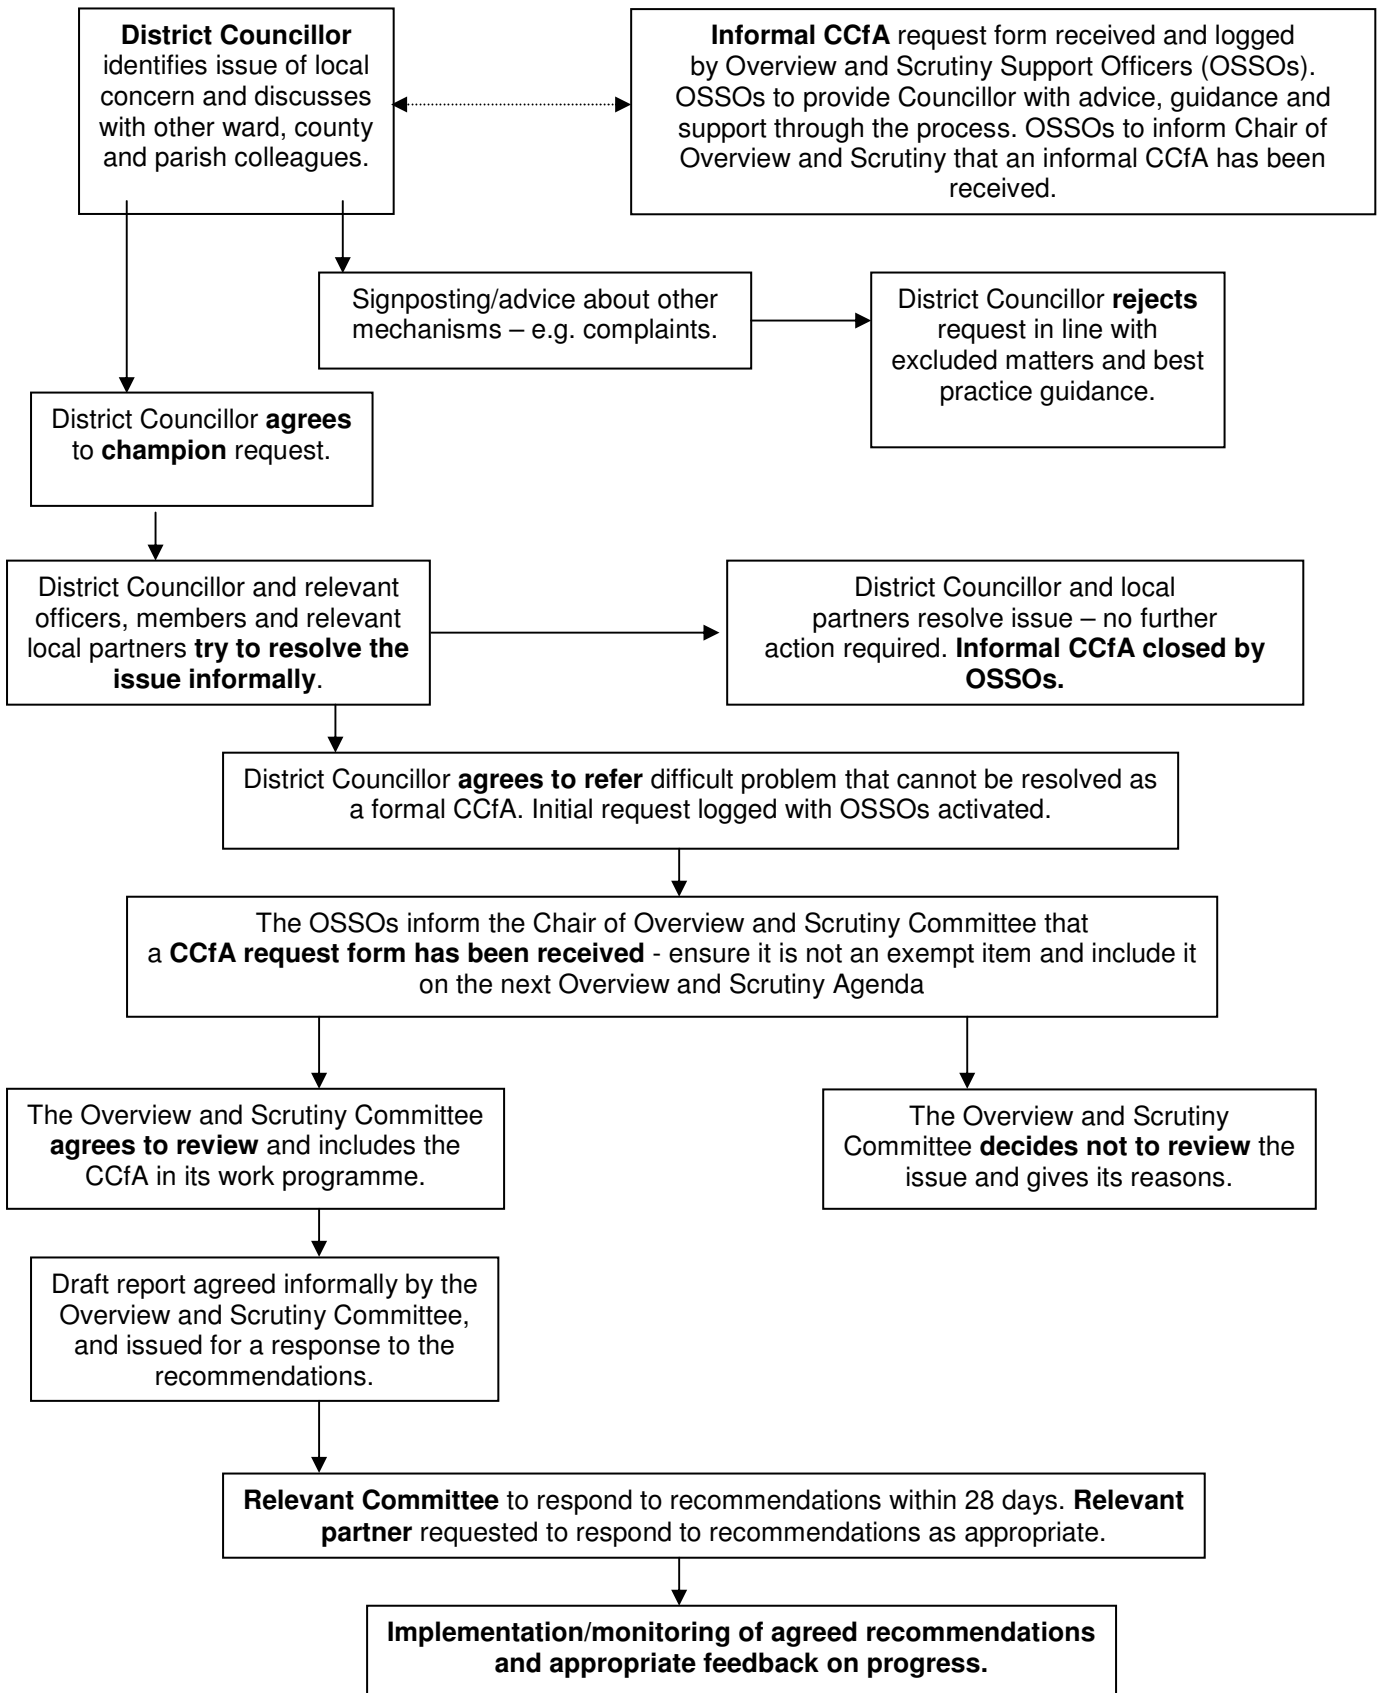 District Councillor
identifies issue of local
concern and discusses
with other ward, county
and parish colleagues.
Informal CCfA request form received and logged
by Overview and Scrutiny Support Officers (OSSOs).
OSSOs to provide Councillor with advice, guidance and
support through the process. OSSOs to inform Chair of
Overview and Scrutiny that an informal CCfA has been
received.
Signposting/advice about other
mechanisms – e.g. complaints.
District Councillor rejects
request in line with
excluded matters and best
practice guidance.
District Councillor agrees
to champion request.
District Councillor and relevant
officers, members and relevant
local partners try to resolve the
issue informally.
District Councillor and local
partners resolve issue – no further
action required. Informal CCfA closed by
OSSOs.
District Councillor agrees to refer difficult problem that cannot be resolved as
a formal CCfA. Initial request logged with OSSOs activated.
The OSSOs inform the Chair of Overview and Scrutiny Committee that
a CCfA request form has been received - ensure it is not an exempt item and include it
on the next Overview and Scrutiny Agenda
The Overview and Scrutiny Committee
agrees to review and includes the
CCfA in its work programme.
The Overview and Scrutiny
Committee decides not to review the
issue and gives its reasons.
Draft report agreed informally by the
Overview and Scrutiny Committee,
and issued for a response to the
recommendations.
Relevant Committee to respond to recommendations within 28 days. Relevant
partner requested to respond to recommendations as appropriate.
Implementation/monitoring of agreed recommendations
and appropriate feedback on progress.